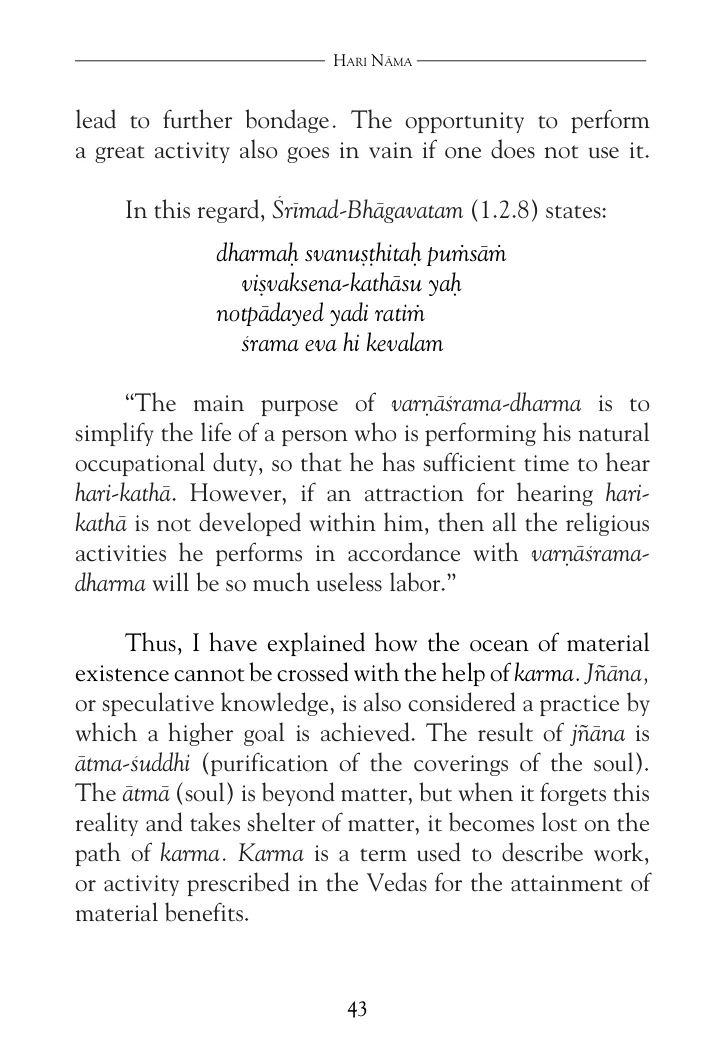 Hari Nāma
lead to further bondage. The opportunity to perform
a great activity also goes in vain if one does not use it.
In this regard, Śrīmad-Bhāgavatam (1.2.8) states:
dharmaḥ svanuṣṭhitaḥ puṁsāṁ
viṣvaksena-kathāsu yaḥ
notpādayed yadi ratiṁ
śrama eva hi kevalam
“The main purpose of varṇāśrama-dharma is to
simplify the life of a person who is performing his natural
occupational duty, so that he has sufficient time to hear
hari-kathā. However, if an attraction for hearing hari-
kathā is not developed within him, then all the religious
activities he performs in accordance with varṇāśrama-
dharma will be so much useless labor.”
Thus, I have explained how the ocean of material
existence cannot be crossed with the help of karma. Jñāna,
or speculative knowledge, is also considered a practice by
which a higher goal is achieved. The result of jñāna is
ātma-śuddhi (purification of the coverings of the soul).
The ātmā (soul) is beyond matter, but when it forgets this
reality and takes shelter of matter, it becomes lost on the
path of karma. Karma is a term used to describe work,
or activity prescribed in the Vedas for the attainment of
material benefits.
43